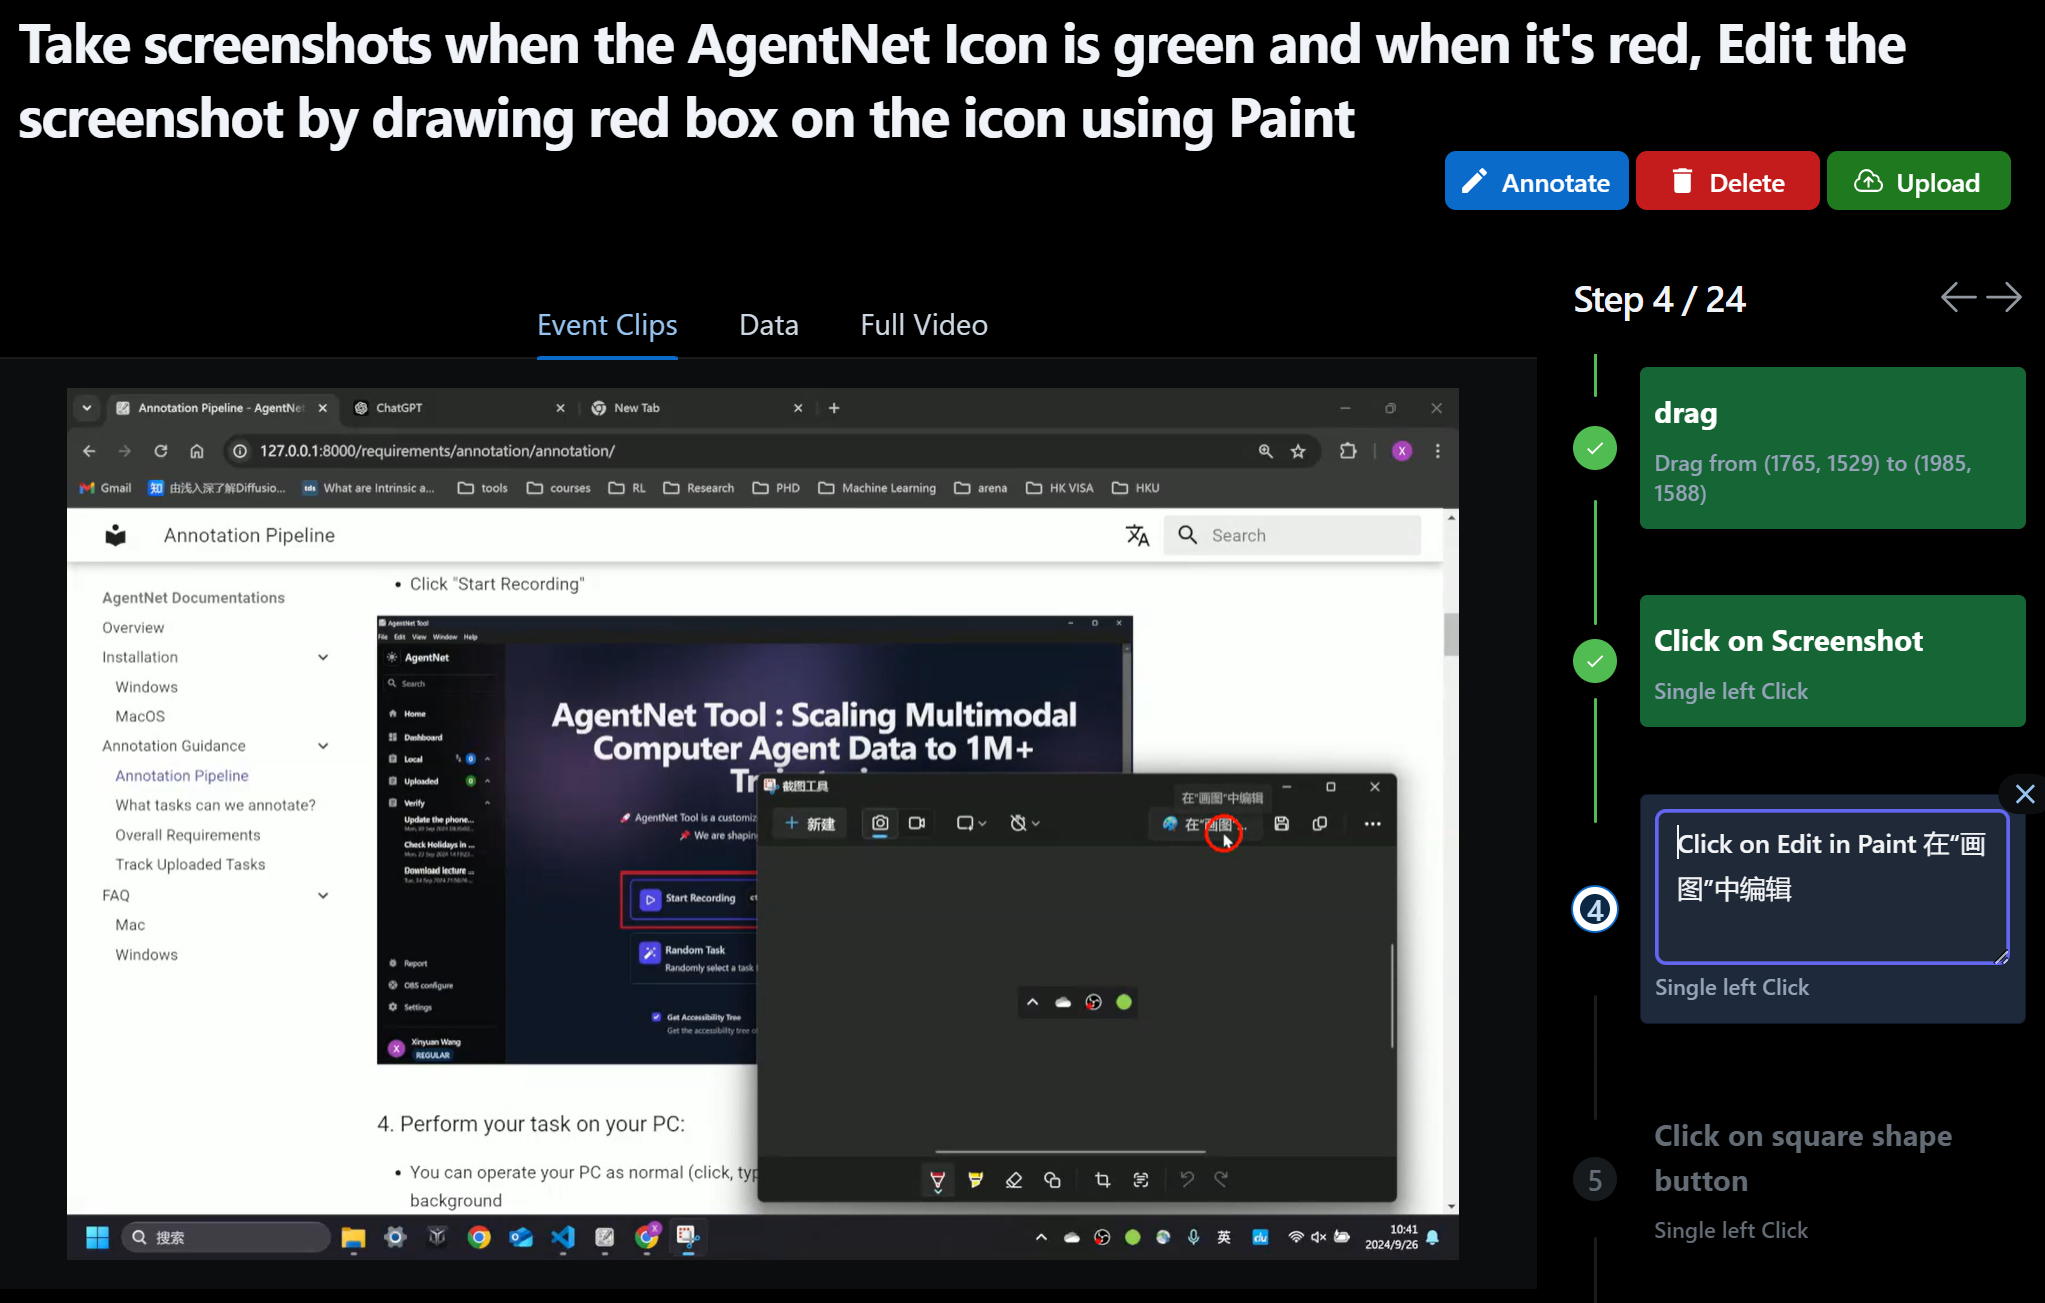 Take screenshots when the AgentNet Icon is green and when it's red, Edit the
screenshot by drawing red box on the icon using Paint
Annotate
Delete
Upload
Event Clips
Data
Full Video
Step 4 / 24
Annotation Pipeline - AgentNet
ChatGPT
New Tab
127.0.0.1:8000/requirements/annotation/annotation/
X
Gmail
知 由浅入深了解Diffusio...
tds What are Intrinsic a...
tools
courses
RL
Research
PHD
Machine Learning
arena
HK VISA
HKU
Annotation Pipeline
Search
AgentNet Documentations
Overview
Installation
Windows
MacOS
Annotation Guidance
Annotation Pipeline
What tasks can we annotate?
Overall Requirements
Track Uploaded Tasks
FAQ
Mac
Windows
• Click "Start Recording"
AgentNet Tool
File Edit View Window Help
AgentNet
Search
Home
Dashboard
Local
Uploaded
Verify
Update the phone...
Check Holidays in ...
Download lecture ...
Report
OBS configure
Settings
X Xinyuan Wang
REGULAR
AgentNet Tool : Scaling Multimodal
Computer Agent Data to 1M+
Tr
AgentNet Tool is a customiz
We are shapin
Start Recording
Random Task
Randomly select a task
Get Accessibility Tree
Get the accessibility tree o
截图工具
在"画图"中编辑
新建
在"画图"...
4. Perform your task on your PC:
• You can operate your PC as normal (click, typ
background
搜索
英
du
10:41
2024/9/26
drag
Drag from (1765, 1529) to (1985,
1588)
Click on Screenshot
Single left Click
4
Click on Edit in Paint 在“画
图”中编辑
Single left Click
5
Click on square shape
button
Single left Click